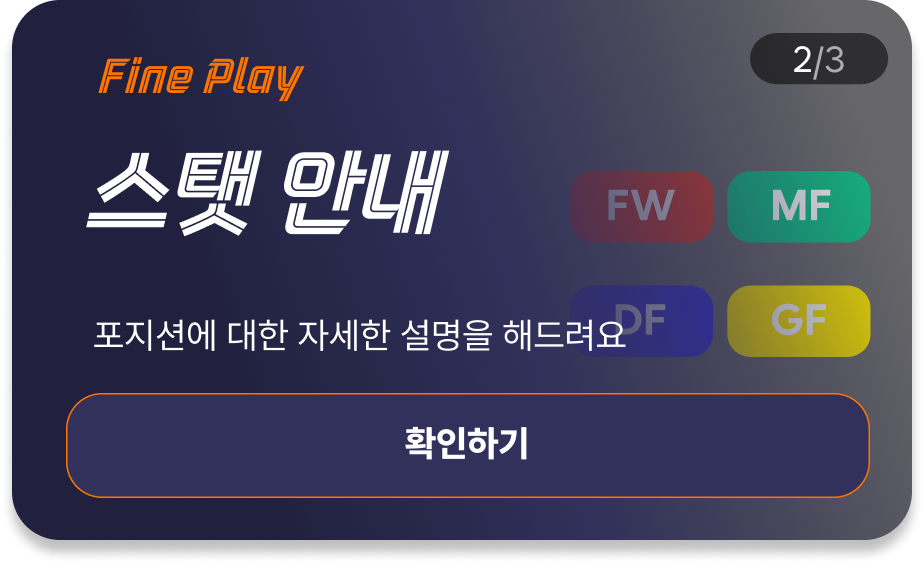 Fine Play
2/3
스탯 안내
FW
MF
DF
GF
포지션에 대한 자세한 설명을 해드려요
확인하기